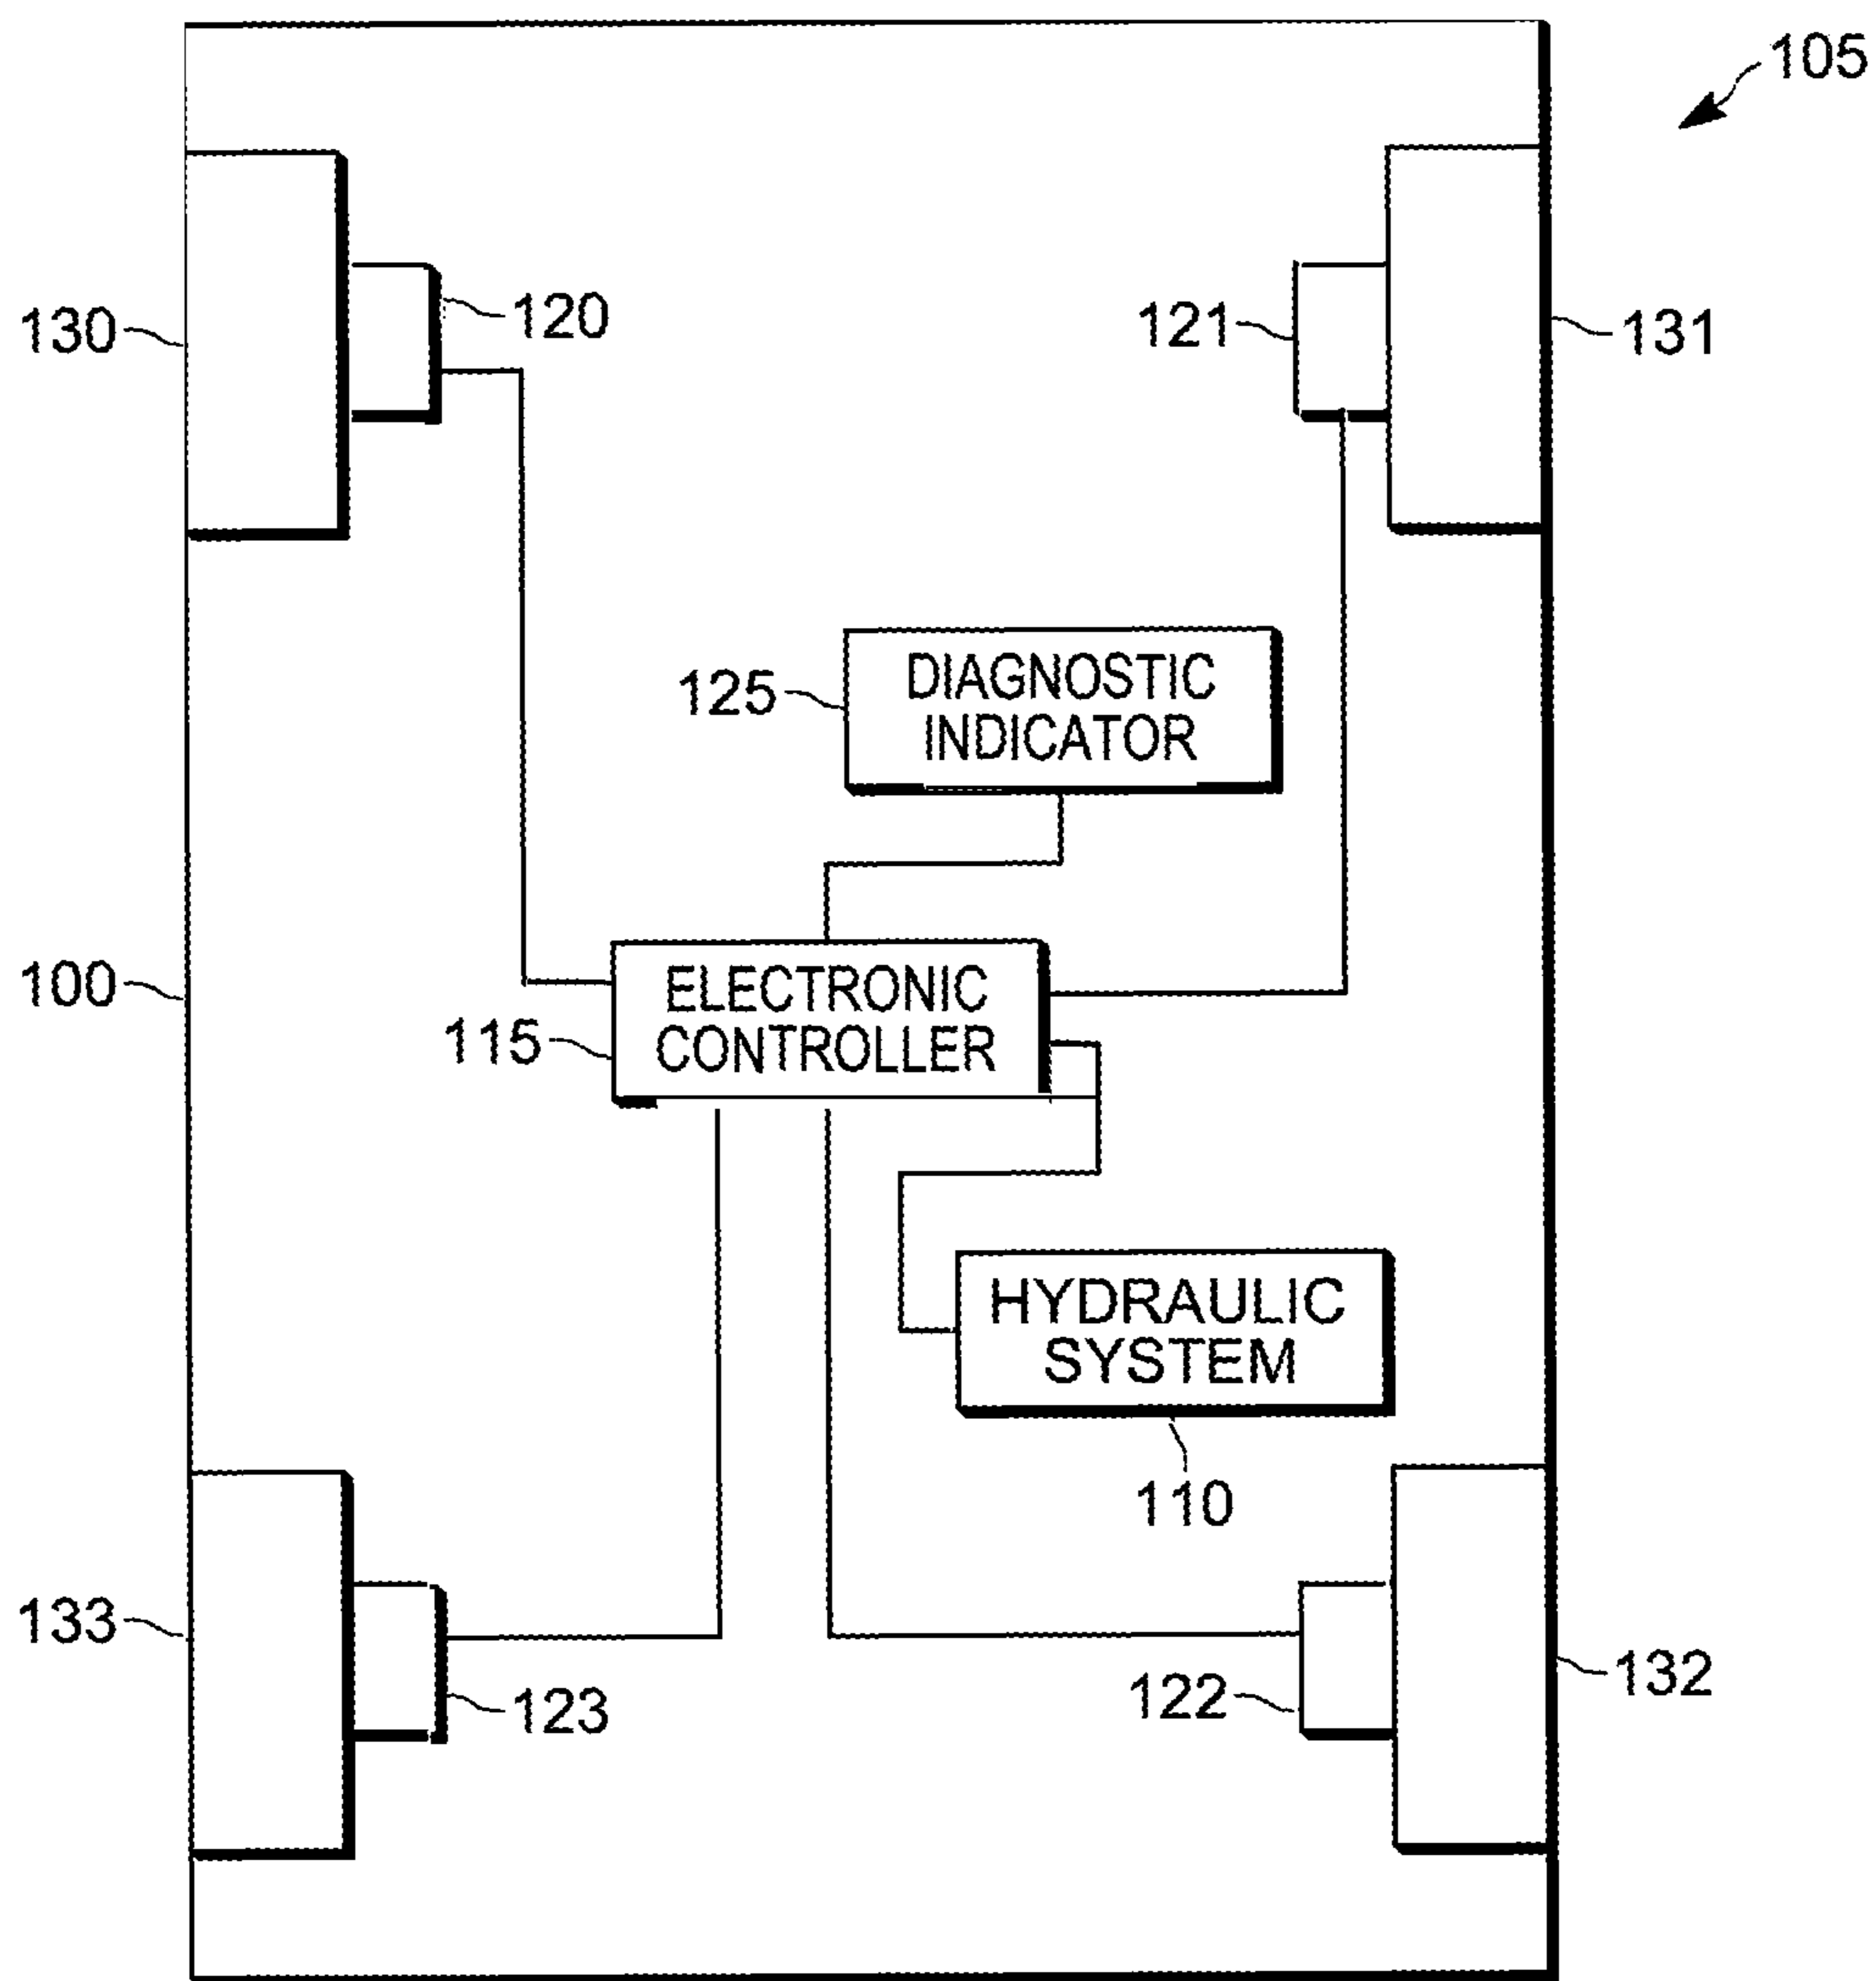 105
130
120
121
131
125
DIAGNOSTIC
INDICATOR
100
115
ELECTRONIC
CONTROLLER
HYDRAULIC
SYSTEM
110
133
123
122
132